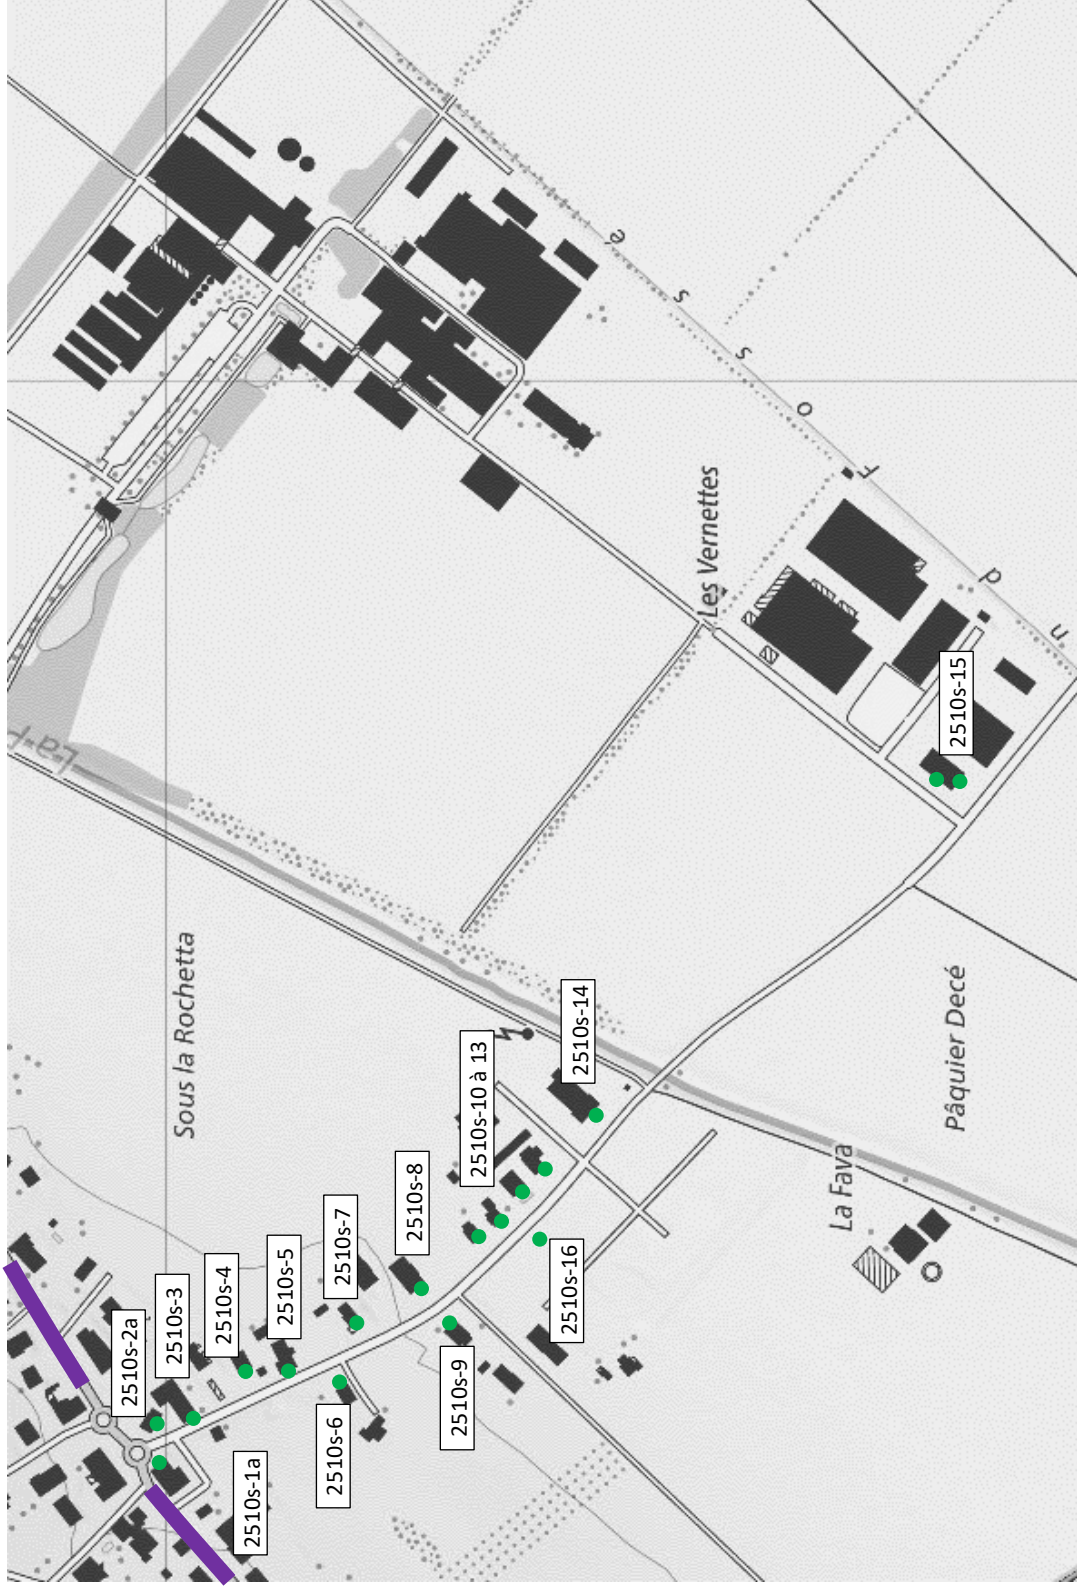 La-F
2510s-2a
2510s-3
Sous la Rochetta
2510s-4
2510s-1a
2510s-5
2510s-6
2510s-7
2510s-8
2510s-9
2510s-10 à 13
2510s-16
2510s-14
Les Vernettes
La Fava
Pâquier Decé
2510s-15
n d F o s s é